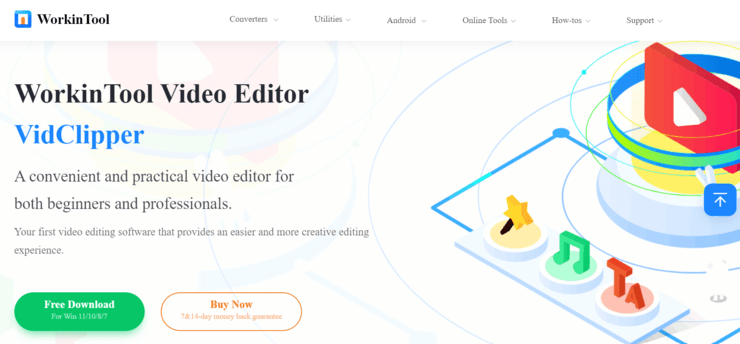 WorkinTool
Converters
Utilities
Android
Online Tools
How-tos
Support
WorkinTool Video Editor
VidClipper
A convenient and practical video editor for
both beginners and professionals.
Your first video editing software that provides an easier and more creative editing
experience.
Free Download
For Win 11/10/8/7
Buy Now
7&14-day money back guarantee
TA